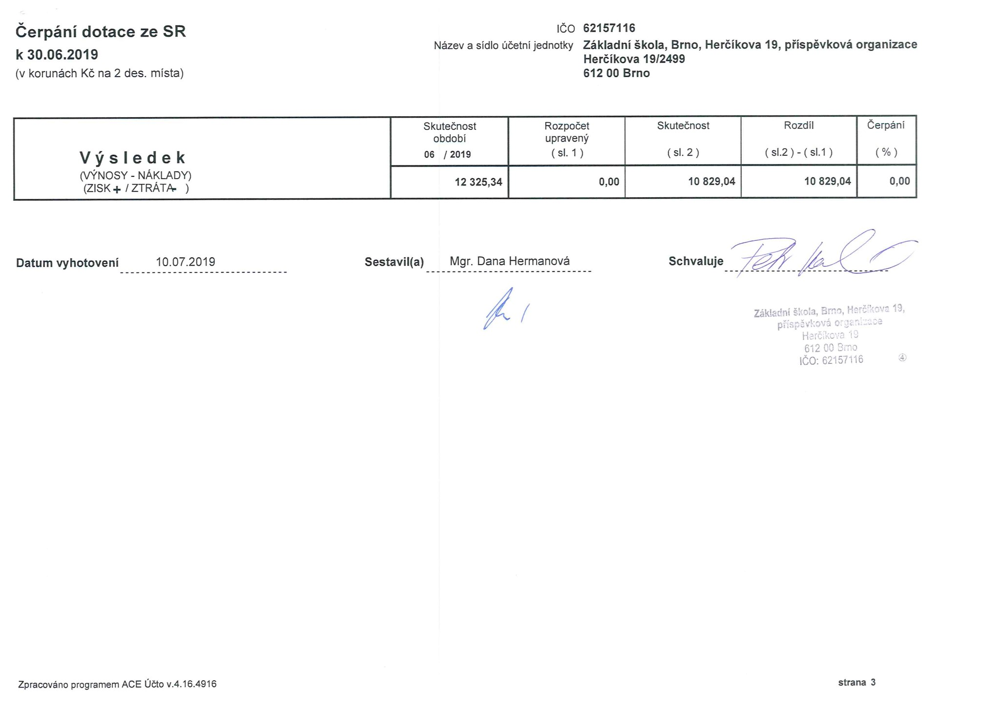 Čerpání dotace ze SR
k 30.06.2019
(v korunách Kč na 2 des. místa)
IČO 62157116
Název a sídlo účetní jednotky Základní škola, Brno, Herčíkova 19, příspěvková organizace
Herčíkova 19/2499
612 00 Brno
Skutečnost období 06 / 2019
Rozpočet upravený ( sl. 1 )
Skutečnost ( sl. 2 )
Rozdíl ( sl.2 ) - ( sl.1 )
Čerpání ( % )
Výsledek
(VÝNOSY - NÁKLADY)
(ZISK + / ZTRÁTA - )
12 325,34 0,00 10 829,04 10 829,04 0,00
Datum vyhotovení 10.07.2019 Sestavil(a) Mgr. Dana Hermanová Schvaluje Petr
Základní škola, Brno, Herčíkova 19,
příspěvková organizace
Herčíkova 19
612 00 Brno
IČO: 62157116 4
Zpracováno programem ACE Účto v.4.16.4916 strana 3